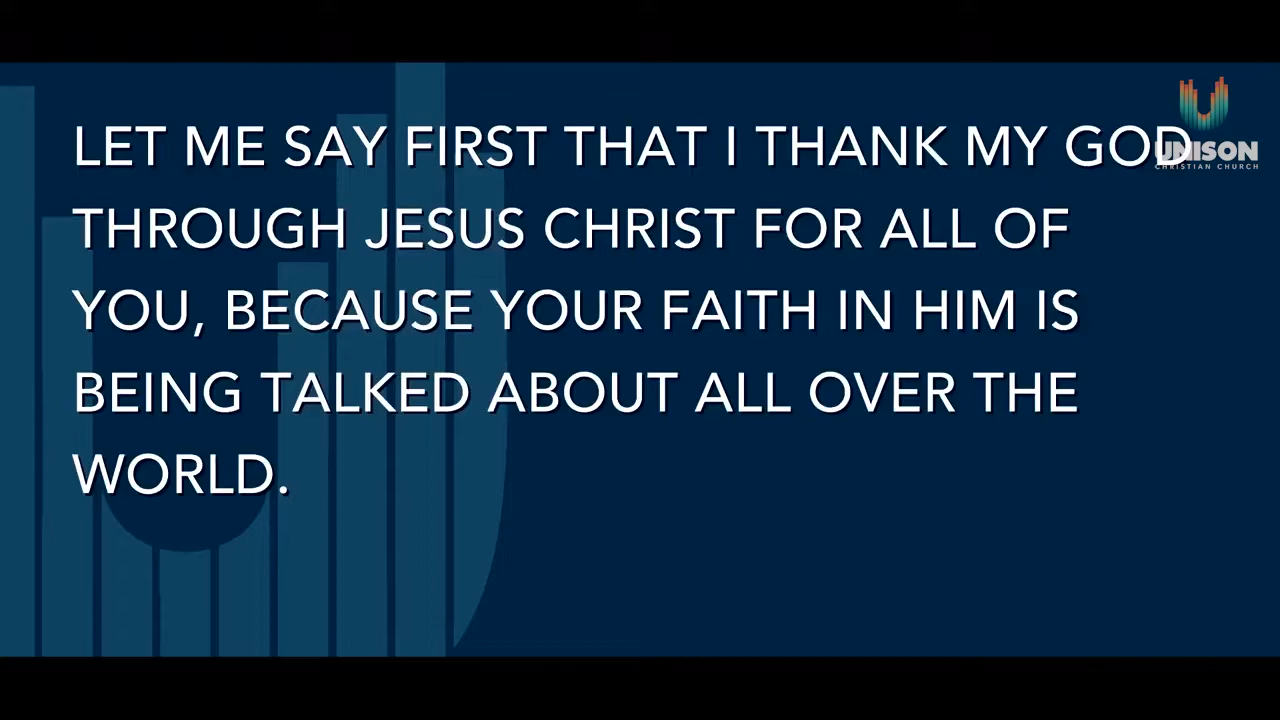 LET ME SAY FIRST THAT I THANK MY GOD
THROUGH JESUS CHRIST FOR ALL OF
YOU, BECAUSE YOUR FAITH IN HIM IS
BEING TALKED ABOUT ALL OVER THE
WORLD.
UNISON
CHRISTIAN CHURCH